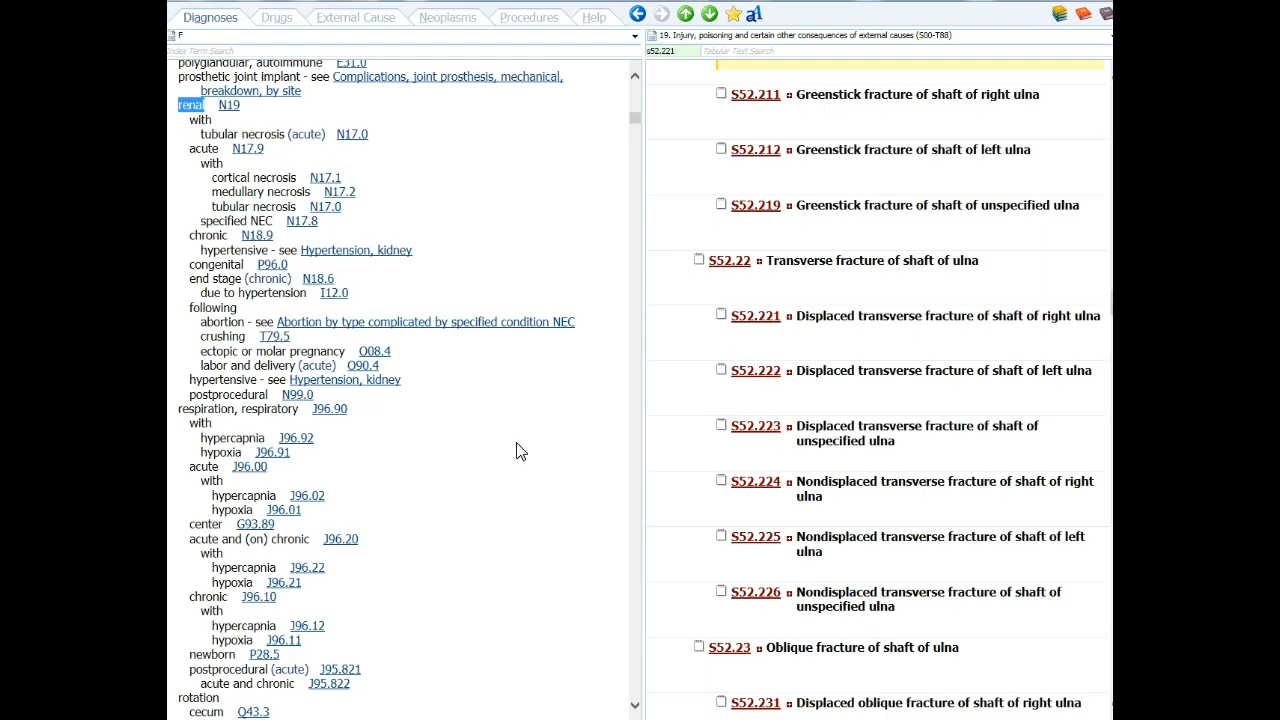 Diagnoses Drugs External Cause Neoplasms Procedures Help
F
19. Injury, poisoning and certain other consequences of external causes (S00-T88)
Index Term Search
s52.221 Tabular Text Search
polyglandular, autoimmune E31.0
prosthetic joint implant - see Complications, joint prosthesis, mechanical,
breakdown, by site
renal N19
with
tubular necrosis (acute) N17.0
acute N17.9
with
cortical necrosis N17.1
medullary necrosis N17.2
tubular necrosis N17.0
specified NEC N17.8
chronic N18.9
hypertensive - see Hypertension, kidney
congenital P96.0
end stage (chronic) N18.6
due to hypertension I12.0
following
abortion - see Abortion by type complicated by specified condition NEC
crushing T79.5
ectopic or molar pregnancy O08.4
labor and delivery (acute) O90.4
hypertensive - see Hypertension, kidney
postprocedural N99.0
respiration, respiratory J96.90
with
hypercapnia J96.92
hypoxia J96.91
acute J96.00
with
hypercapnia J96.02
hypoxia J96.01
center G93.89
acute and (on) chronic J96.20
with
hypercapnia J96.22
hypoxia J96.21
chronic J96.10
with
hypercapnia J96.12
hypoxia J96.11
newborn P28.5
postprocedural (acute) J95.821
acute and chronic J95.822
rotation
cecum Q43.3
S52.211 Greenstick fracture of shaft of right ulna
S52.212 Greenstick fracture of shaft of left ulna
S52.219 Greenstick fracture of shaft of unspecified ulna
S52.22 Transverse fracture of shaft of ulna
S52.221 Displaced transverse fracture of shaft of right ulna
S52.222 Displaced transverse fracture of shaft of left ulna
S52.223 Displaced transverse fracture of shaft of
unspecified ulna
S52.224 Nondisplaced transverse fracture of shaft of right
ulna
S52.225 Nondisplaced transverse fracture of shaft of left
ulna
S52.226 Nondisplaced transverse fracture of shaft of
unspecified ulna
S52.23 Oblique fracture of shaft of ulna
S52.231 Displaced oblique fracture of shaft of right ulna